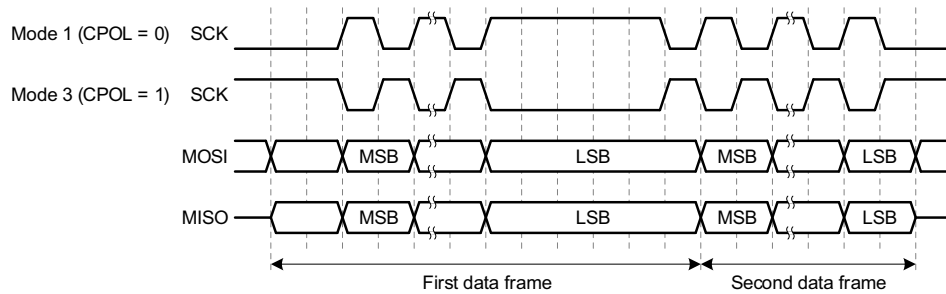 Mode 1 (CPOL = 0) SCK
Mode 3 (CPOL = 1) SCK
MOSI MSB LSB MSB LSB
MISO MSB LSB MSB LSB
First data frame Second data frame